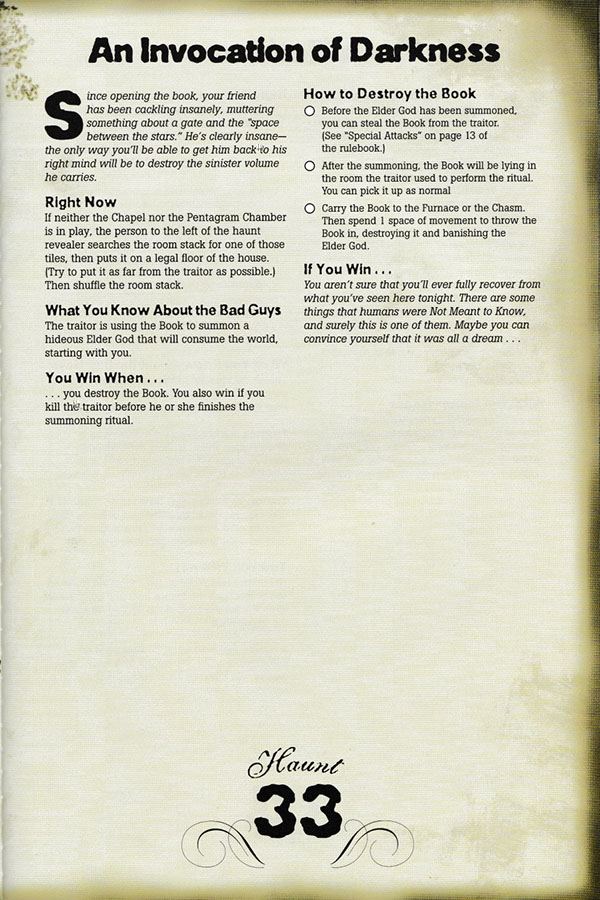 An Invocation of Darkness
Since opening the book, your friend
has been cackling insanely, muttering
something about a gate and the "space
between the stars." He's clearly insane—
the only way you'll be able to get him back to his
right mind will be to destroy the sinister volume
he carries.
Right Now
If neither the Chapel nor the Pentagram Chamber
is in play, the person to the left of the haunt
revealer searches the room stack for one of those
tiles, then puts it on a legal floor of the house.
(Try to put it as far from the traitor as possible.)
Then shuffle the room stack.
What You Know About the Bad Guys
The traitor is using the Book to summon a
hideous Elder God that will consume the world,
starting with you.
You Win When . . .
. . . you destroy the Book. You also win if you
kill the traitor before he or she finishes the
summoning ritual.
How to Destroy the Book
Before the Elder God has been summoned,
you can steal the Book from the traitor.
(See "Special Attacks" on page 13 of
the rulebook.)
After the summoning, the Book will be lying in
the room the traitor used to perform the ritual.
You can pick it up as normal
Carry the Book to the Furnace or the Chasm.
Then spend 1 space of movement to throw the
Book in, destroying it and banishing the
Elder God.
If You Win . . .
You aren't sure that you'll ever fully recover from
what you've seen here tonight. There are some
things that humans were Not Meant to Know,
and surely this is one of them. Maybe you can
convince yourself that it was all a dream . . .
Haunt
33